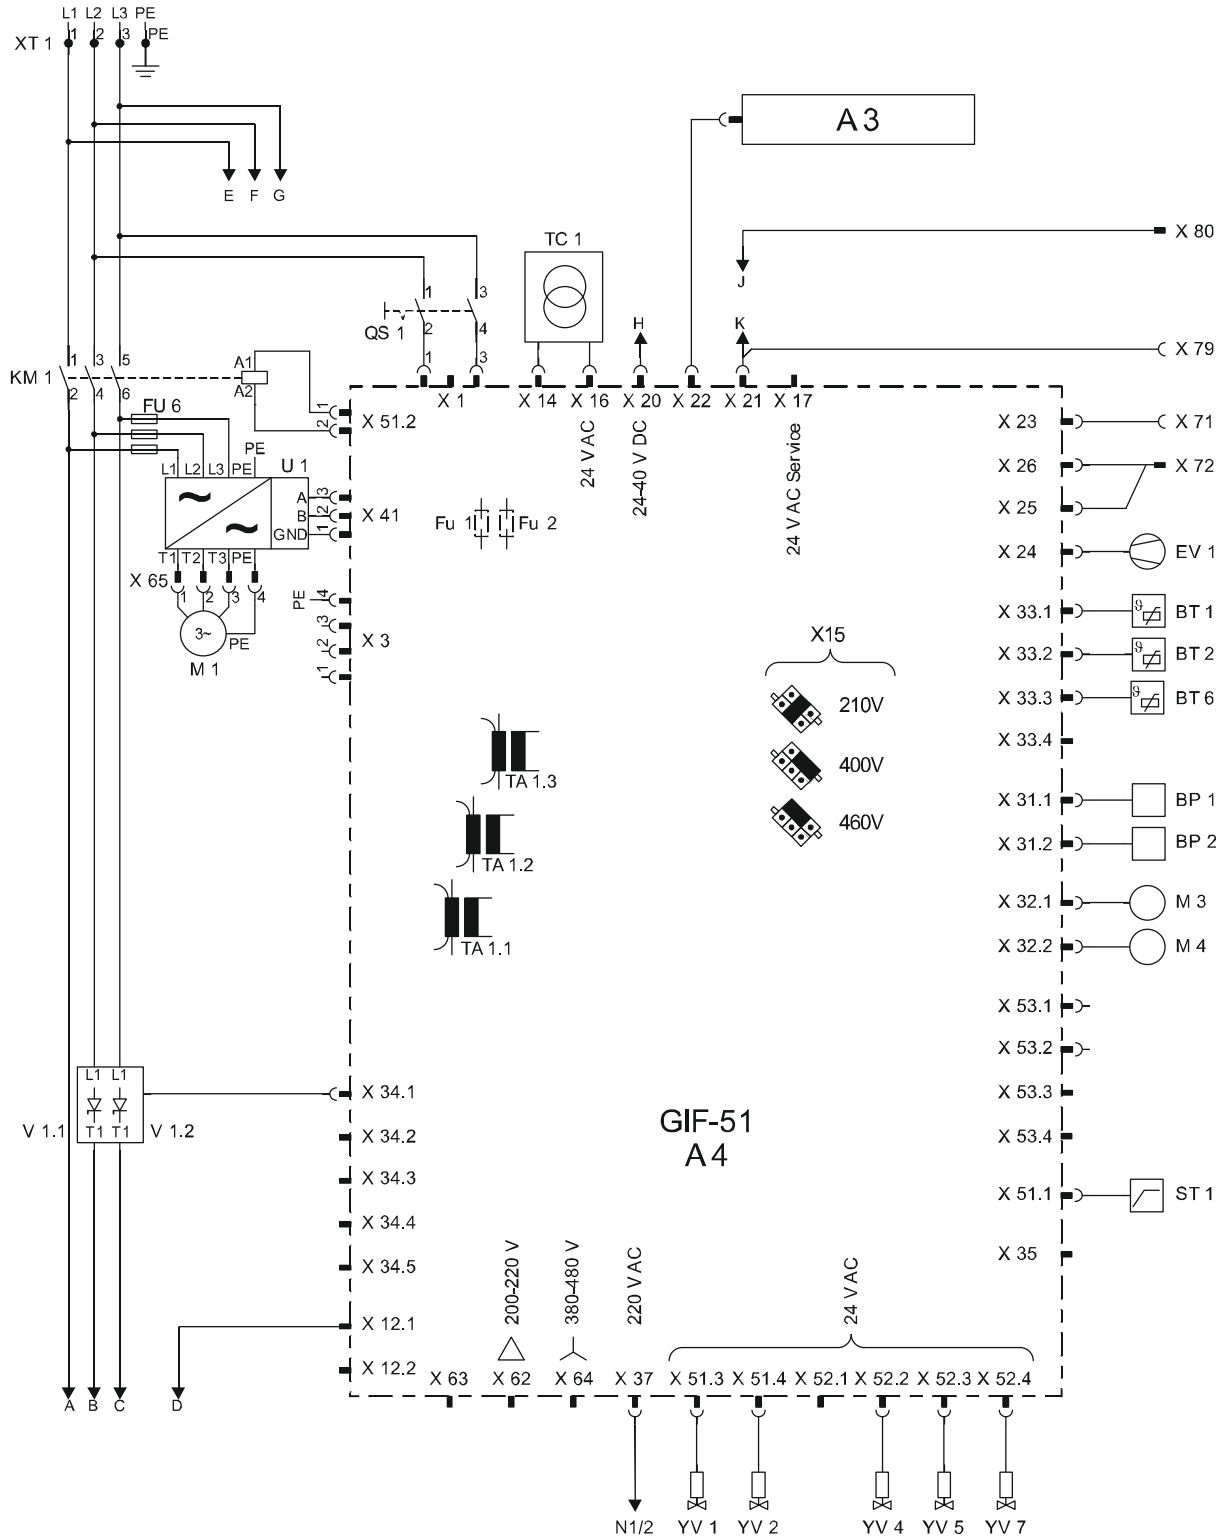 L1 L2 L3 PE
XT 1 1 2 3 PE
E F G
A 3
X 80
J
TC 1
QS 1
1 3
2 4
1 3
H K
X 79
KM 1
1 3 5
2 4 6
A1
A2
FU 6
1
2
X 51.2
X 1 X 14 X 16 X 20 X 22 X 21 X 17
24 V AC
24-40 V DC
24 V AC Service
X 23 X 71
X 26 X 72
X 25
X 24 EV 1
L1 L2 L3 PE PE
U 1
~
~
A 3
B 2
GND 1
X 41
T1 T2 T3 PE
X 65
1 2 3 4
3~
PE
M 1
Fu 1 Fu 2
PE 4
3
2
1
X 3
X 33.1 ϑ BT 1
X 33.2 ϑ BT 2
X 33.3 ϑ BT 6
X 33.4
X15
210V
400V
460V
TA 1.3
TA 1.2
TA 1.1
X 31.1 BP 1
X 31.2 BP 2
X 32.1 M 3
X 32.2 M 4
X 53.1
X 53.2
X 53.3
X 53.4
X 51.1 ST 1
X 35
L1 L1
V 1.1 T1 T1 V 1.2
X 34.1
X 34.2
X 34.3
X 34.4
X 34.5
X 12.1
X 12.2
GIF-51
A 4
200-220 V
380-480 V
220 V AC
24 V AC
X 63 X 62 X 64 X 37 X 51.3 X 51.4 X 52.1 X 52.2 X 52.3 X 52.4
A B C D
N1/2 YV 1 YV 2 YV 4 YV 5 YV 7